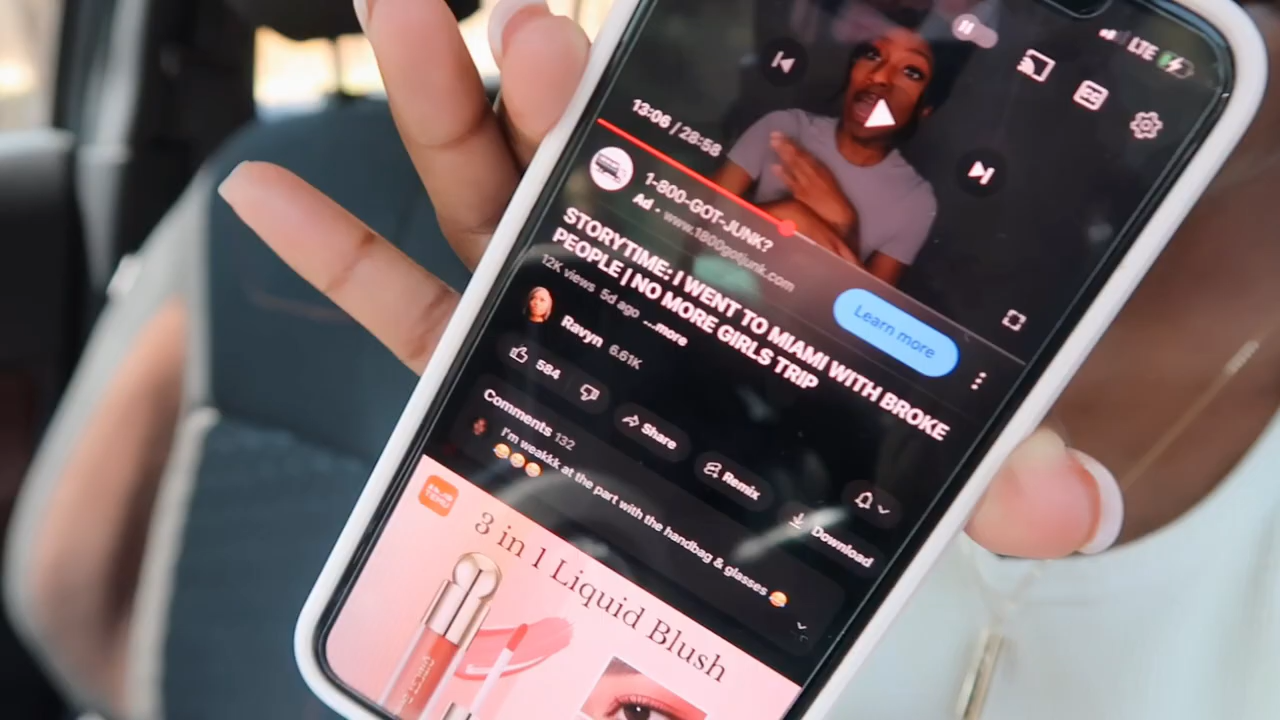 LTE
13:06 / 28:58
1-800-GOT-JUNK?
Ad · www.1800gotjunk.com
Learn more
STORYTIME: I WENT TO MIAMI WITH BROKE
PEOPLE | NO MORE GIRLS TRIP
12K views 5d ago ...more
Ravyn 6.61K
584
Share
Remix
Download
Comments 132
I'm weakkk at the part with the handbag & glasses 😂
😂😂😂
TEMU
3 in 1 Liquid Blush